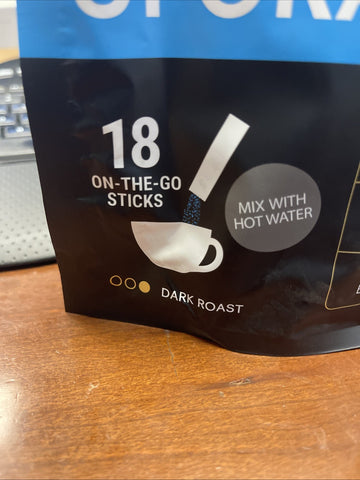 18
ON-THE-GO
STICKS
MIX WITH
HOT WATER
DARK ROAST